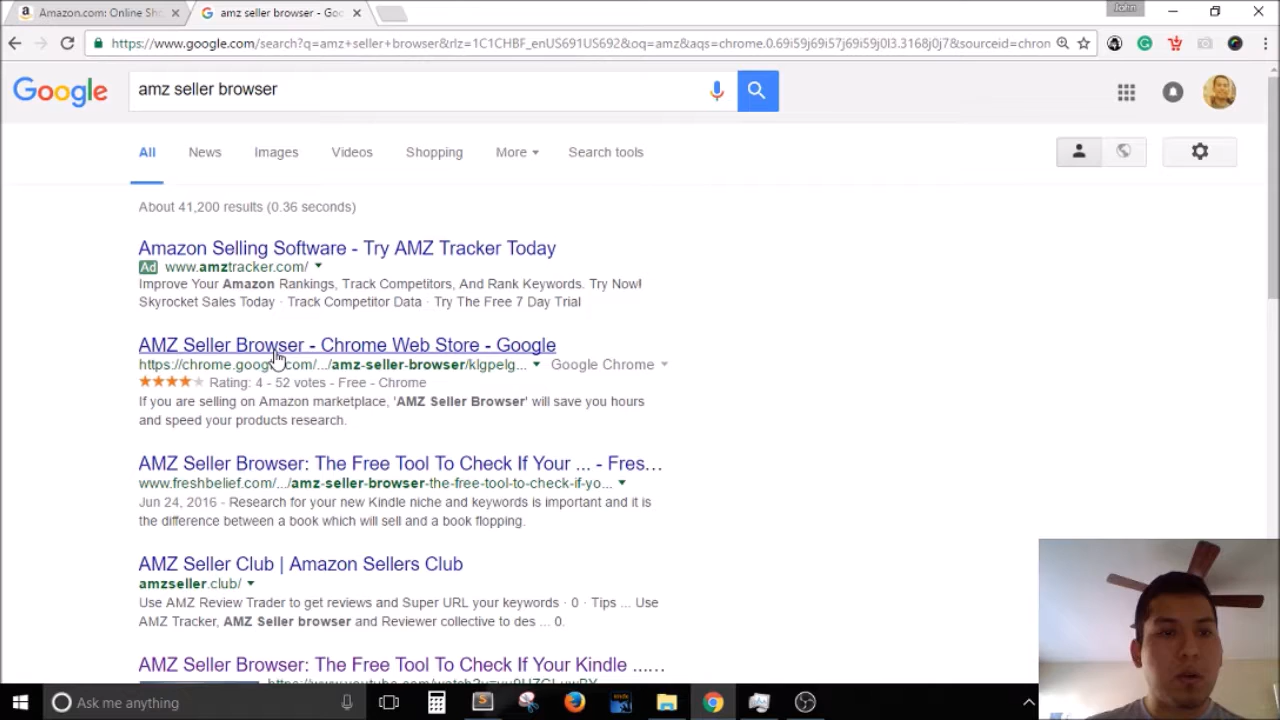 Amazon.com: Online Sho
amz seller browser - Goo
John
https://www.google.com/search?q=amz+seller+browser&rlz=1C1CHBF_enUS691US692&oq=amz&aqs=chrome.0.69i59j69i57j69i59j0l3.3168j0j7&sourceid=chrom
Google
amz seller browser
All
News
Images
Videos
Shopping
More
Search tools
About 41,200 results (0.36 seconds)
Amazon Selling Software - Try AMZ Tracker Today
Ad www.amztracker.com/
Improve Your Amazon Rankings, Track Competitors, And Rank Keywords. Try Now!
Skyrocket Sales Today · Track Competitor Data · Try The Free 7 Day Trial
AMZ Seller Browser - Chrome Web Store - Google
https://chrome.google.com/.../amz-seller-browser/klgpelg... Google Chrome
Rating: 4 - 52 votes - Free - Chrome
If you are selling on Amazon marketplace, 'AMZ Seller Browser' will save you hours
and speed your products research.
AMZ Seller Browser: The Free Tool To Check If Your ... - Fres...
www.freshbelief.com/.../amz-seller-browser-the-free-tool-to-check-if-yo...
Jun 24, 2016 - Research for your new Kindle niche and keywords is important and it is
the difference between a book which will sell and a book flopping.
AMZ Seller Club | Amazon Sellers Club
amzseller.club/
Use AMZ Review Trader to get reviews and Super URL your keywords · 0 · Tips ... Use
AMZ Tracker, AMZ Seller browser and Reviewer collective to des ... 0.
AMZ Seller Browser: The Free Tool To Check If Your Kindle ......
Ask me anything